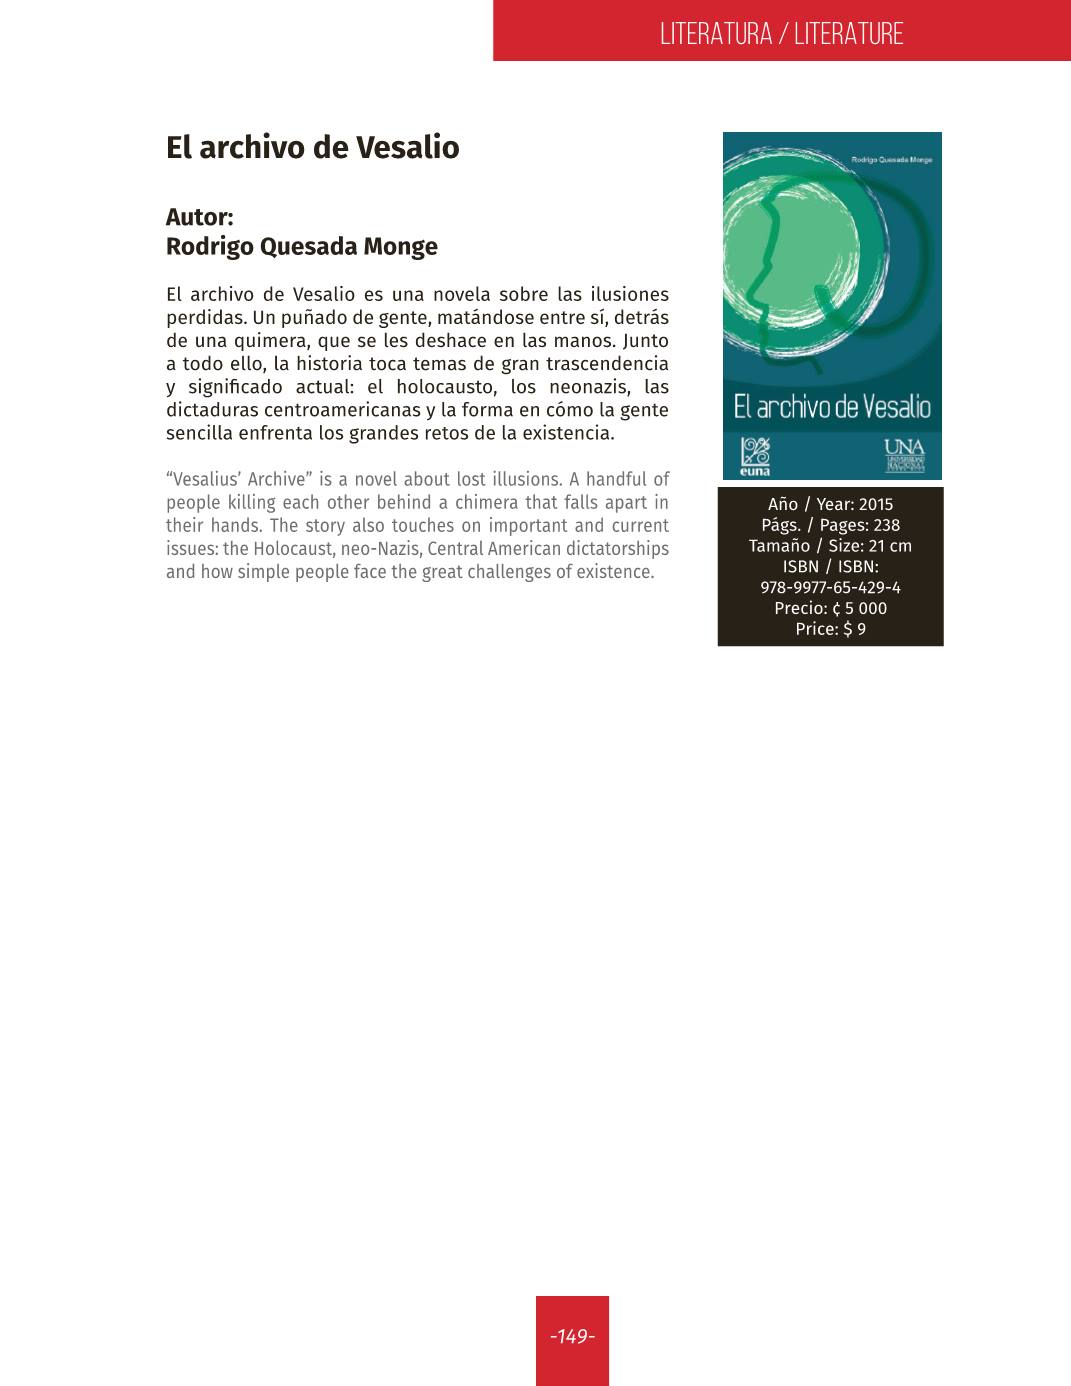 LITERATURA / LITERATURE
El archivo de Vesalio
Autor:
Rodrigo Quesada Monge
El archivo de Vesalio es una novela sobre las ilusiones
perdidas. Un puñado de gente, matándose entre sí, detrás
de una quimera, que se les deshace en las manos. Junto
a todo ello, la historia toca temas de gran trascendencia
y significado actual: el holocausto, los neonazis, las
dictaduras centroamericanas y la forma en cómo la gente
sencilla enfrenta los grandes retos de la existencia.
“Vesalius’ Archive” is a novel about lost illusions. A handful of
people killing each other behind a chimera that falls apart in
their hands. The story also touches on important and current
issues: the Holocaust, neo-Nazis, Central American dictatorships
and how simple people face the great challenges of existence.
Rodrigo Quesada Monge
El archivo de Vesalio
euna
UNA
UNIVERSIDAD
NACIONAL
Año / Year: 2015
Págs. / Pages: 238
Tamaño / Size: 21 cm
ISBN / ISBN:
978-9977-65-429-4
Precio: ₵ 5 000
Price: $ 9
-149-